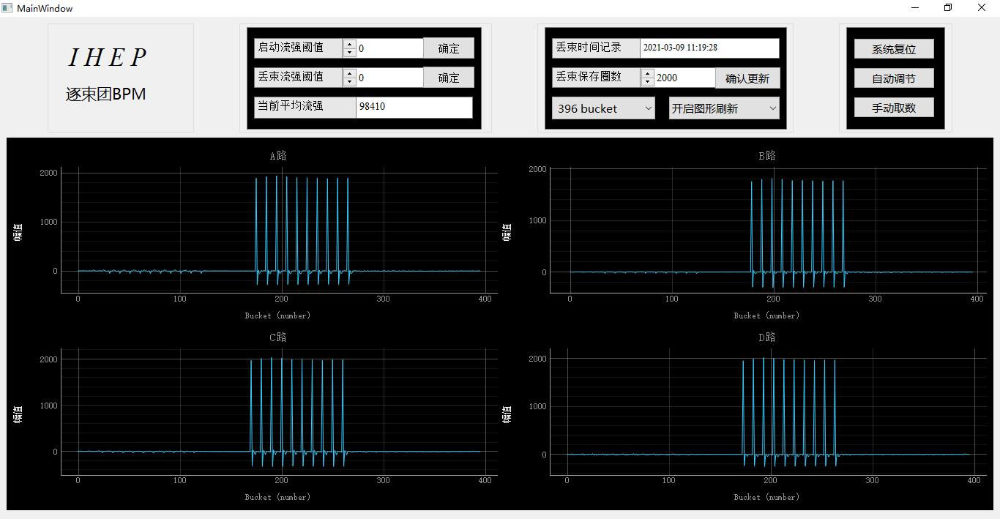 MainWindow
IHEP
逐束团BPM
启动流强阈值 0 确定
丢束流强阈值 0 确定
当前平均流强 98410
丢束时间记录 2021-03-09 11:19:28
丢束保存圈数 2000 确认更新
396 bucket 开启图形刷新
系统复位
自动调节
手动取数
A路
2000
1000
0
幅值
0 100 200 300 400
Bucket (number)
B路
2000
1000
0
幅值
0 100 200 300 400
Bucket (number)
C路
2000
1000
0
幅值
0 100 200 300 400
Bucket (number)
D路
2000
1000
0
幅值
0 100 200 300 400
Bucket (number)